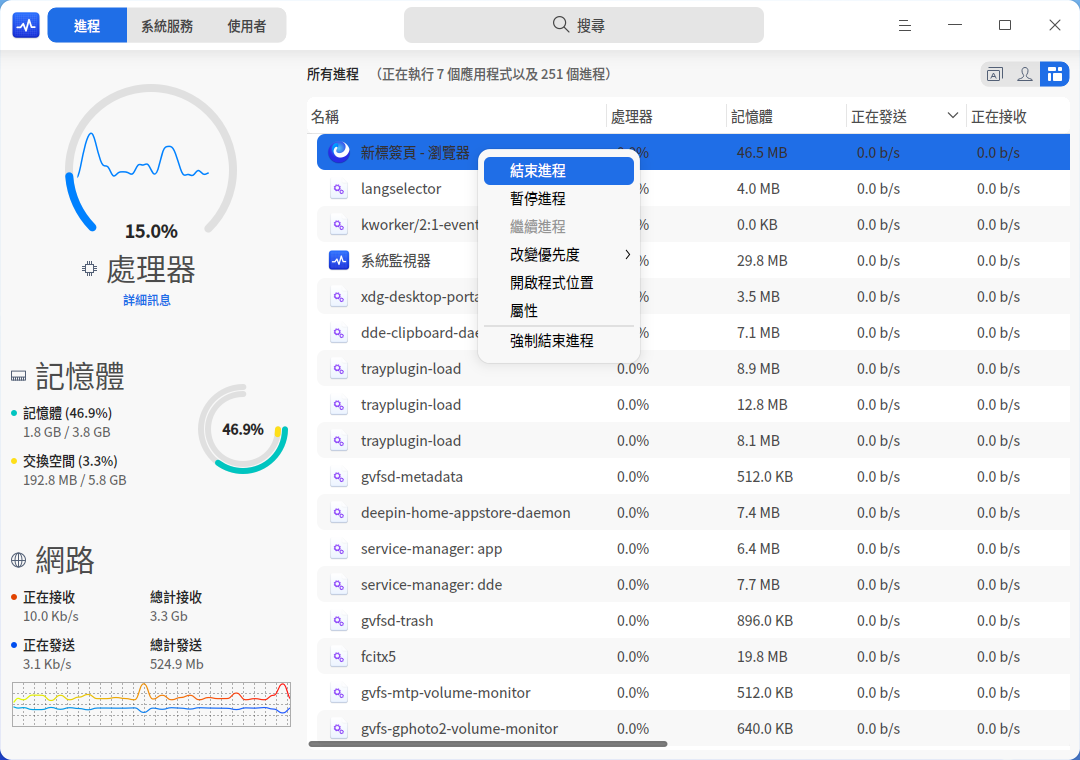 進程 系統服務 使用者 搜尋
所有進程 （正在執行 7 個應用程式以及 251 個進程）
15.0%
處理器
詳細訊息
記憶體
記憶體 (46.9%)
1.8 GB / 3.8 GB
交換空間 (3.3%)
192.8 MB / 5.8 GB
46.9%
網路
正在接收 總計接收
10.0 Kb/s 3.3 Gb
正在發送 總計發送
3.1 Kb/s 524.9 Mb
名稱 處理器 記憶體 正在發送 正在接收
新標簽頁 - 瀏覽器 46.5 MB 0.0 b/s 0.0 b/s
langselector % 4.0 MB 0.0 b/s 0.0 b/s
kworker/2:1-event % 0.0 KB 0.0 b/s 0.0 b/s
系統監視器 % 29.8 MB 0.0 b/s 0.0 b/s
xdg-desktop-porta % 3.5 MB 0.0 b/s 0.0 b/s
dde-clipboard-dae % 7.1 MB 0.0 b/s 0.0 b/s
trayplugin-load 0.0% 8.9 MB 0.0 b/s 0.0 b/s
trayplugin-load 0.0% 12.8 MB 0.0 b/s 0.0 b/s
trayplugin-load 0.0% 8.1 MB 0.0 b/s 0.0 b/s
gvfsd-metadata 0.0% 512.0 KB 0.0 b/s 0.0 b/s
deepin-home-appstore-daemon 0.0% 7.4 MB 0.0 b/s 0.0 b/s
service-manager: app 0.0% 6.4 MB 0.0 b/s 0.0 b/s
service-manager: dde 0.0% 7.7 MB 0.0 b/s 0.0 b/s
gvfsd-trash 0.0% 896.0 KB 0.0 b/s 0.0 b/s
fcitx5 0.0% 19.8 MB 0.0 b/s 0.0 b/s
gvfs-mtp-volume-monitor 0.0% 512.0 KB 0.0 b/s 0.0 b/s
gvfs-gphoto2-volume-monitor 0.0% 640.0 KB 0.0 b/s 0.0 b/s
結束進程
暫停進程
繼續進程
改變優先度
開啟程式位置
屬性
強制結束進程